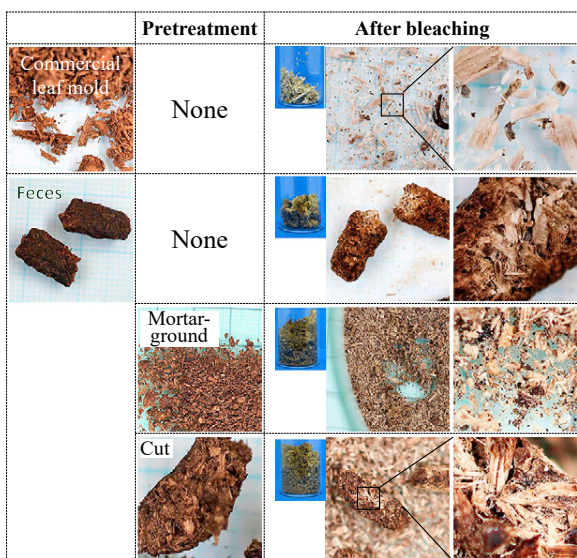 Pretreatment After bleaching
Commercial
leaf mold
None
Feces
None
Mortar-
ground
Cut